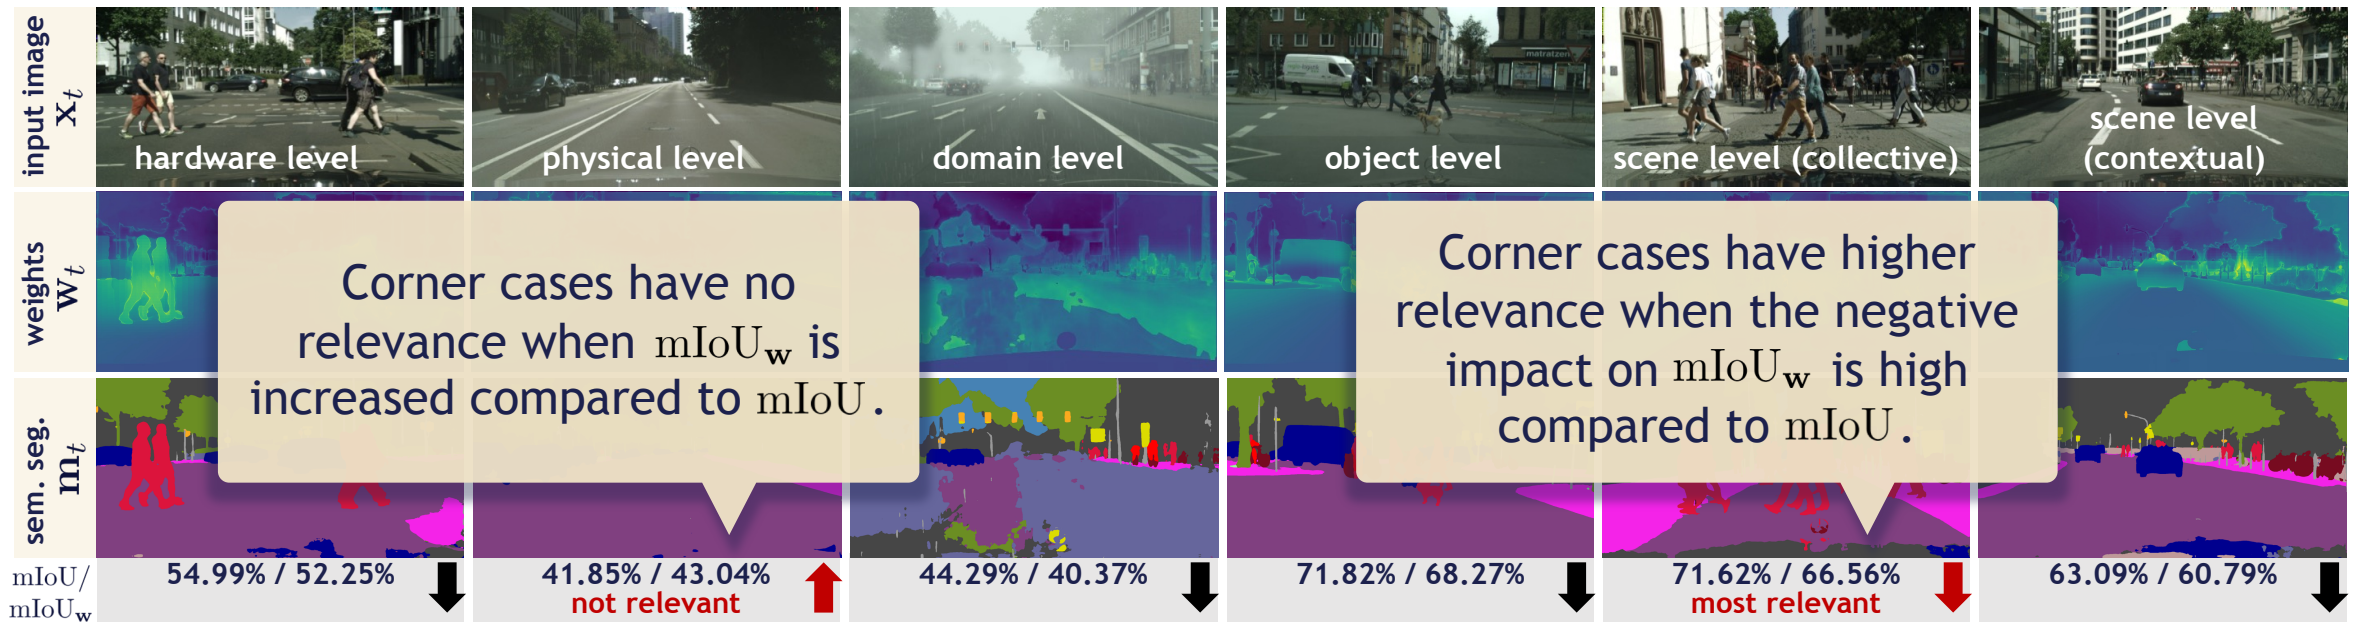 input image
x_t
hardware level
physical level
domain level
matratzen
object level
scene level (collective)
scene level
(contextual)
weights
w_t
Corner cases have no
relevance when mIoU_w is
increased compared to mIoU.
Corner cases have higher
relevance when the negative
impact on mIoU_w is high
compared to mIoU.
sem. seg.
m_t
mIoU/
mIoU_w
54.99% / 52.25%
41.85% / 43.04%
not relevant
44.29% / 40.37%
71.82% / 68.27%
71.62% / 66.56%
most relevant
63.09% / 60.79%